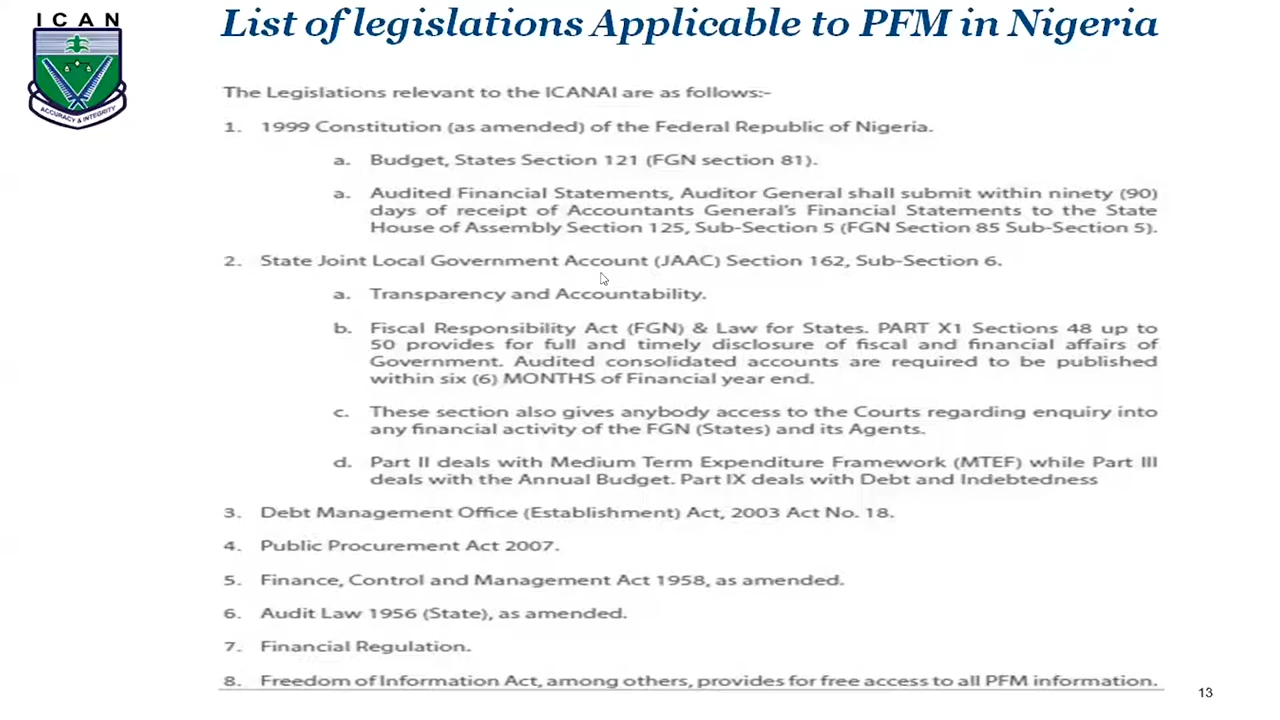 ICAN
ACCURACY & INTEGRITY
List of legislations Applicable to PFM in Nigeria
The Legislations relevant to the ICANAI are as follows:-
1. 1999 Constitution (as amended) of the Federal Republic of Nigeria.
a. Budget, States Section 121 (FGN section 81).
a. Audited Financial Statements, Auditor General shall submit within ninety (90)
days of receipt of Accountants General's Financial Statements to the State
House of Assembly Section 125, Sub-Section 5 (FGN Section 85 Sub-Section 5).
2. State Joint Local Government Account (JAAC) Section 162, Sub-Section 6.
a. Transparency and Accountability.
b. Fiscal Responsibility Act (FGN) & Law for States. PART X1 Sections 48 up to
50 provides for full and timely disclosure of fiscal and financial affairs of
Government. Audited consolidated accounts are required to be published
within six (6) MONTHS of Financial year end.
c. These section also gives anybody access to the Courts regarding enquiry into
any financial activity of the FGN (States) and its Agents.
d. Part II deals with Medium Term Expenditure Framework (MTEF) while Part III
deals with the Annual Budget. Part IX deals with Debt and Indebtedness
3. Debt Management Office (Establishment) Act, 2003 Act No. 18.
4. Public Procurement Act 2007.
5. Finance, Control and Management Act 1958, as amended.
6. Audit Law 1956 (State), as amended.
7. Financial Regulation.
8. Freedom of Information Act, among others, provides for free access to all PFM information.
13